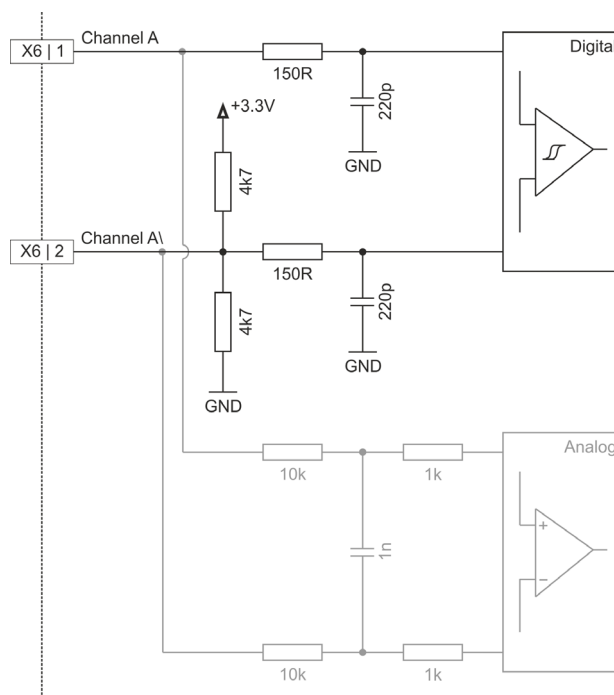 X6 | 1
Channel A
Digital
150R
220p
+3.3V
GND
4k7
X6 | 2
Channel A\
150R
220p
4k7
GND
GND
Analog
10k
1k
1n
+
−
10k
1k